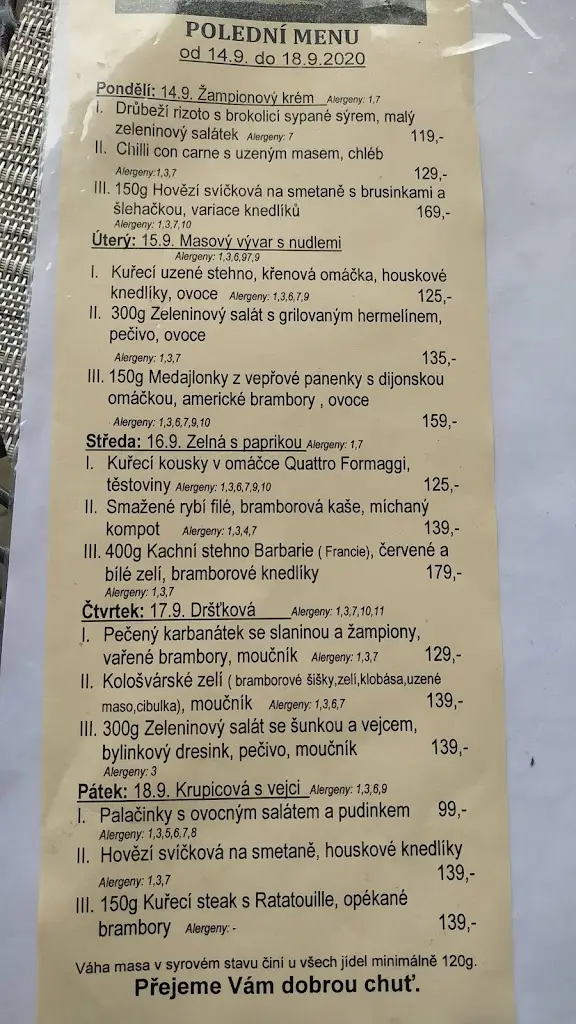 POLEDNÍ MENU
od 14.9. do 18.9.2020
Pondělí: 14.9. Žampionový krém Alergeny: 1,7
I. Drůbeží rizoto s brokolicí sypané sýrem, malý
zeleninový salátek Alergeny: 7 119,-
II. Chilli con carne s uzeným masem, chléb
Alergeny:1,3,7 129,-
III. 150g Hovězí svíčková na smetaně s brusinkami a
šlehačkou, variace knedlíků 169,-
Alergeny: 1,3,7,10
Úterý: 15.9. Masový vývar s nudlemi
Alergeny: 1,3,6,97,9
I. Kuřecí uzené stehno, křenová omáčka, houskové
knedlíky, ovoce Alergeny: 1,3,6,7,9 125,-
II. 300g Zeleninový salát s grilovaným hermelínem,
pečivo, ovoce
Alergeny: 1,3,7 135,-
III. 150g Medajlonky z vepřové panenky s dijonskou
omáčkou, americké brambory , ovoce
Alergeny: 1,3,6,7,9,10 159,-
Středa: 16.9. Zelná s paprikou Alergeny: 1,7
I. Kuřecí kousky v omáčce Quattro Formaggi,
těstoviny Alergeny: 1,3,6,7,9,10 125,-
II. Smažené rybí filé, bramborová kaše, míchaný
kompot Alergeny: 1,3,4,7 139,-
III. 400g Kachní stehno Barbarie ( Francie), červené a
bílé zelí, bramborové knedlíky 179,-
Alergeny: 1,3,7
Čtvrtek: 17.9. Dršťková Alergeny: 1,3,7,10,11
I. Pečený karbanátek se slaninou a žampiony,
vařené brambory, moučník Alergeny: 1,3,7 129,-
II. Kološvárské zelí ( bramborové šišky,zelí,klobása,uzené
maso,cibulka), moučník Alergeny: 1,3,6,7 139,-
III. 300g Zeleninový salát se šunkou a vejcem,
bylinkový dresink, pečivo, moučník 139,-
Alergeny: 3
Pátek: 18.9. Krupicová s vejci Alergeny: 1,3,6,9
I. Palačinky s ovocným salátem a pudinkem 99,-
Alergeny: 1,3,5,6,7,8
II. Hovězí svíčková na smetaně, houskové knedlíky
Alergeny: 1,3,7 139,-
III. 150g Kuřecí steak s Ratatouille, opékané
brambory Alergeny: - 139,-
Váha masa v syrovém stavu činí u všech jídel minimálně 120g.
Přejeme Vám dobrou chuť.